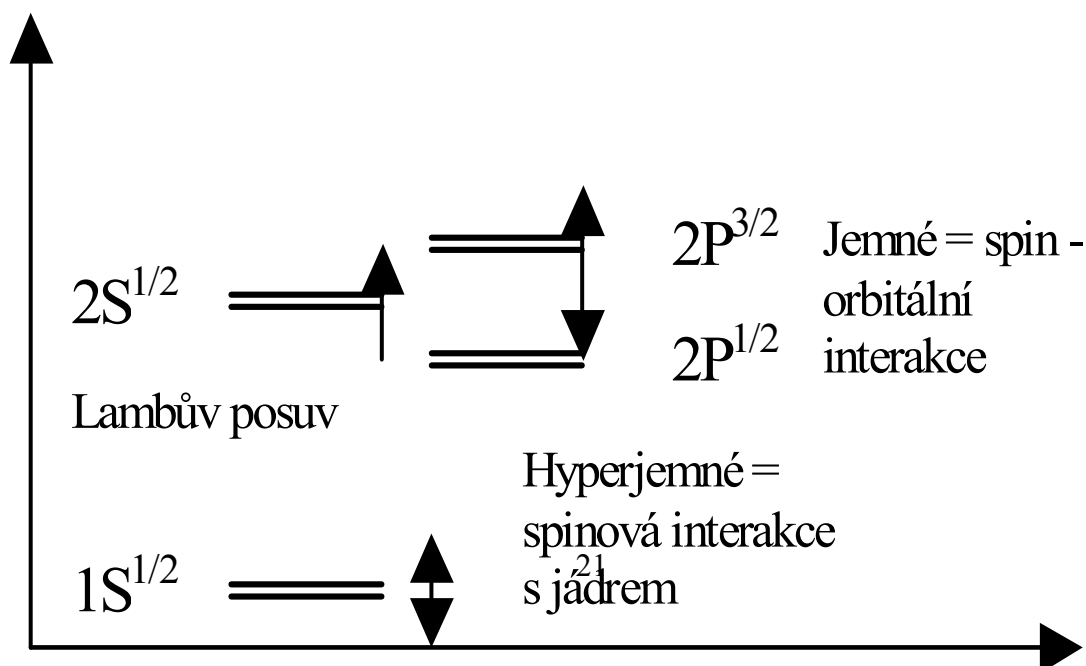 2P3/2
Jemné = spin -
orbitální
interakce
2S1/2
2P1/2
Lambův posuv
Hyperjemné =
spinová interakce
s jádrem
21
1S1/2